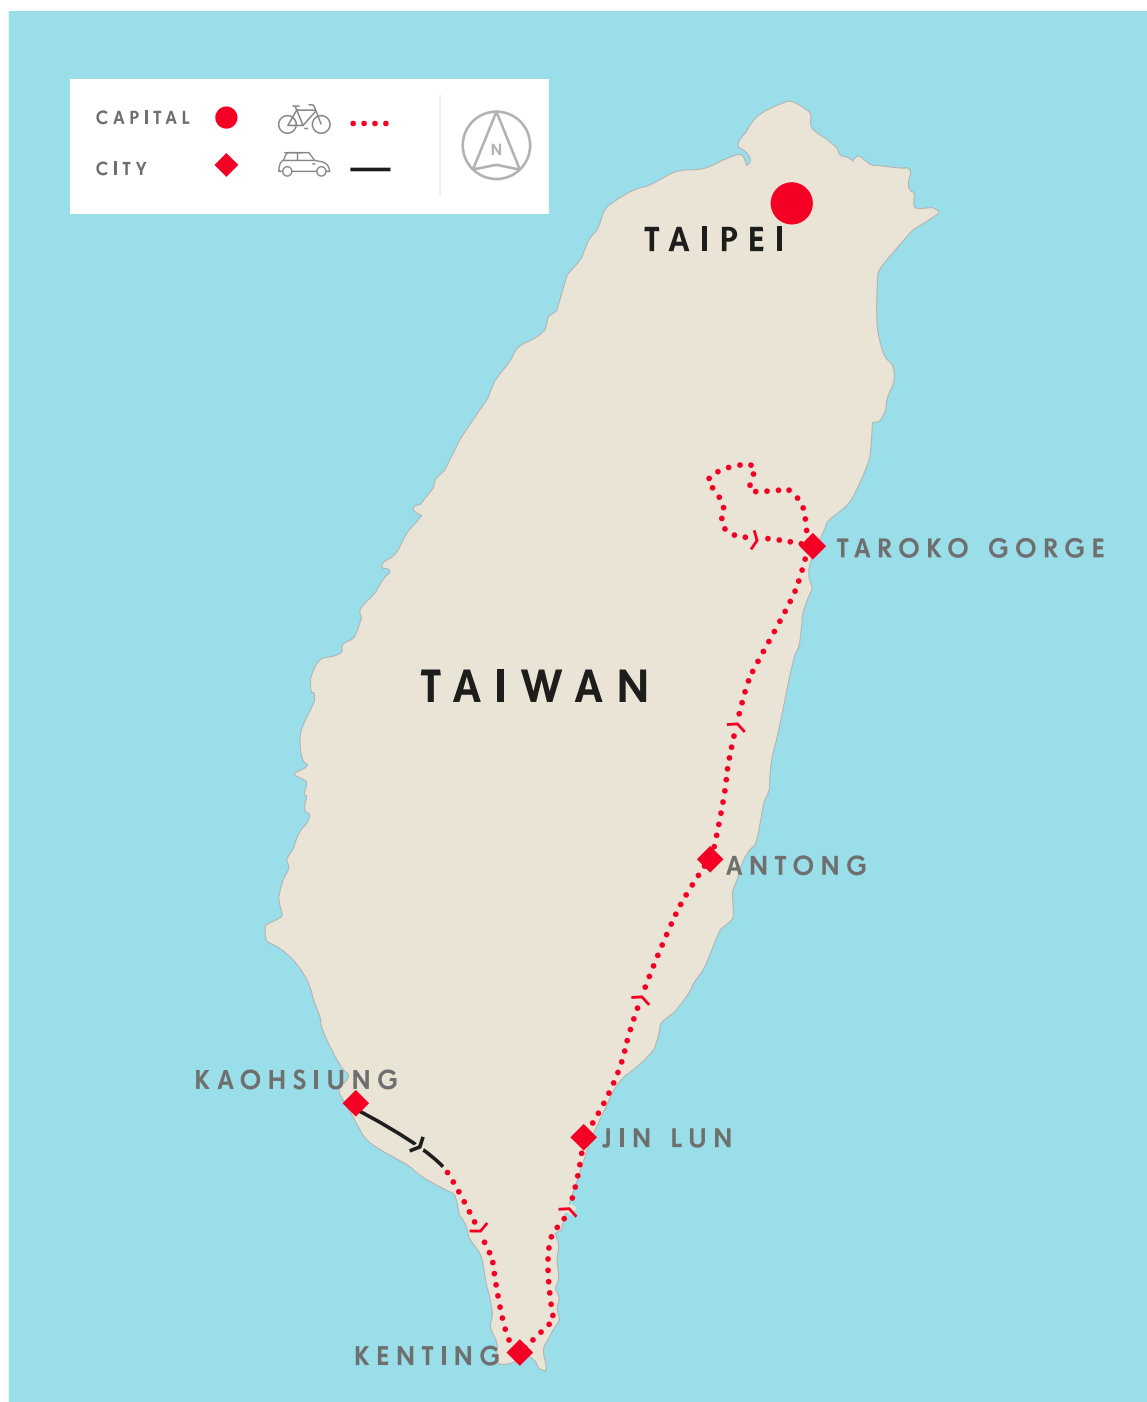 CAPITAL
CITY
N
TAIPEI
TAROKO GORGE
TAIWAN
ANTONG
KAOHSIUNG
JIN LUN
KENTING